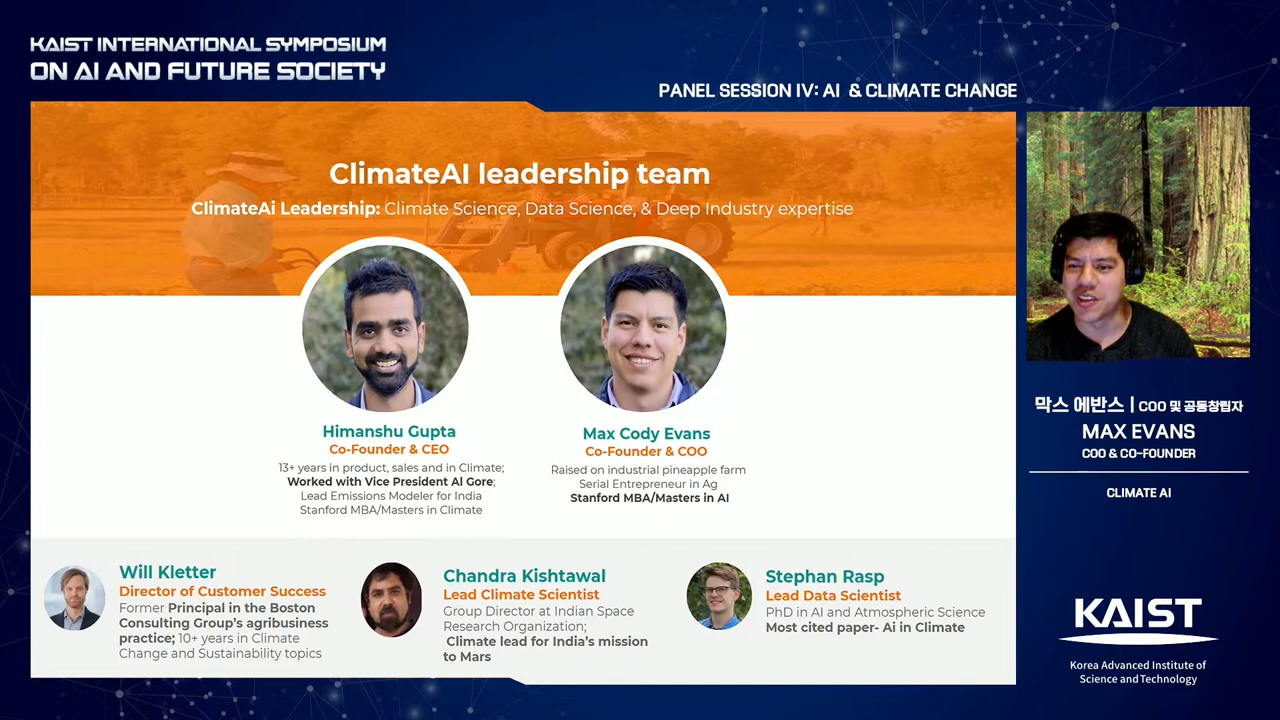 KAIST INTERNATIONAL SYMPOSIUM
ON AI AND FUTURE SOCIETY
PANEL SESSION IV: AI & CLIMATE CHANGE
ClimateAI leadership team
ClimateAi Leadership: Climate Science, Data Science, & Deep Industry expertise
Himanshu Gupta
Co-Founder & CEO
13+ years in product, sales and in Climate;
Worked with Vice President Al Gore;
Lead Emissions Modeler for India
Stanford MBA/Masters in Climate
Max Cody Evans
Co-Founder & COO
Raised on industrial pineapple farm
Serial Entrepreneur in Ag
Stanford MBA/Masters in AI
Will Kletter
Director of Customer Success
Former Principal in the Boston
Consulting Group's agribusiness
practice; 10+ years in Climate
Change and Sustainability topics
Chandra Kishtawal
Lead Climate Scientist
Group Director at Indian Space
Research Organization;
Climate lead for India's mission
to Mars
Stephan Rasp
Lead Data Scientist
PhD in AI and Atmospheric Science
Most cited paper- Ai in Climate
막스 에반스 | COO 및 공동창립자
MAX EVANS
COO & CO-FOUNDER
CLIMATE AI
KAIST
Korea Advanced Institute of
Science and Technology